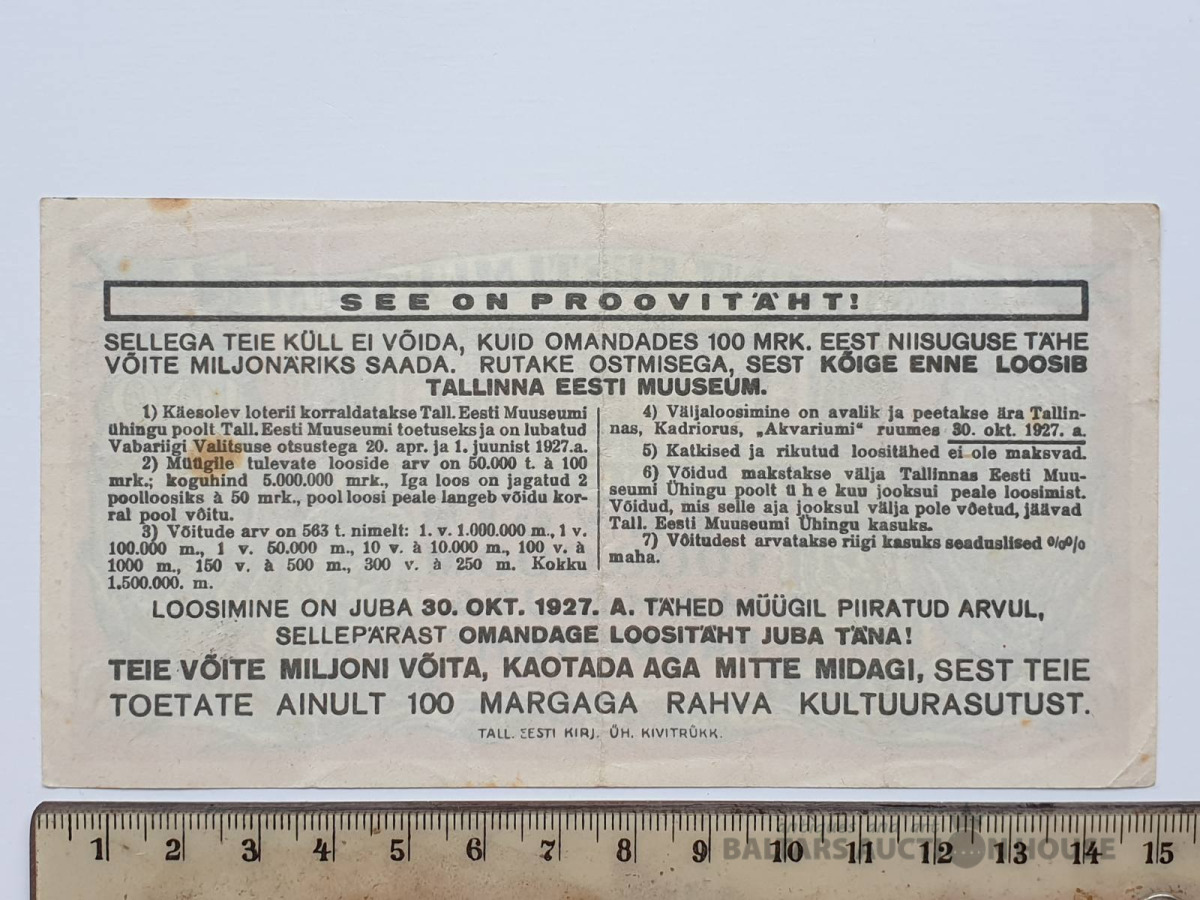 SEE ON PROOVITÄHT!
SELLEGA TEIE KÜLL EI VÕIDA, KUID OMANDADES 100 MRK. EEST NIISUGUSE TÄHE
VÕITE MILJONÄRIKS SAADA. RUTAKE OSTMISEGA, SEST KÕIGE ENNE LOOSIB
TALLINNA EESTI MUUSEUM.
1) Käesolev loterii korraldatakse Tall. Eesti Muuseumi
ühingu poolt Tall. Eesti Muuseumi toetuseks ja on lubatud
Vabariigi Valitsuse otsustega 20. apr. ja 1. juunist 1927. a.
2) Müügile tulevate looside arv on 50.000 t. à 100
mrk.; koguhind 5.000.000 mrk., Iga loos on jagatud 2
poolloosiks à 50 mrk., pool loosi peale langeb võidu kor-
ral pool võitu.
3) Võitude arv on 563 t. nimelt: 1. v. 1.000.000 m., 1 v.
100.000 m., 1 v. 50.000 m., 10 v. à 10.000 m., 100 v. à
1000 m., 150 v. à 500 m., 300 v. à 250 m. Kokku
1.500.000. m.
4) Väljaloosimine on avalik ja peetakse ära Tallin-
nas, Kadriorus, „Akvariumi” ruumes 30. okt. 1927. a.
5) Katkised ja rikutud loositähed ei ole maksvad.
6) Võidud makstakse välja Tallinnas Eesti Muu-
seumi Ühingu poolt ühe kuu jooksui peale loosimist.
Võidud, mis selle aja jooksul välja pole võetud, jäävad
Tall. Eesti Muuseumi Ühingu kasuks.
7) Võitudest arvatakse riigi kasuks seaduslised %%
maha.
LOOSIMINE ON JUBA 30. OKT. 1927. A. TÄHED MÜÜGIL PIIRATUD ARVUL,
SELLEPÄRAST OMANDAGE LOOSITÄHT JUBA TÄNA!
TEIE VÕITE MILJONI VÕITA, KAOTADA AGA MITTE MIDAGI, SEST TEIE
TOETATE AINULT 100 MARGAGA RAHVA KULTUURASUTUST.
TALL. EESTI KIRJ. ÜH. KIVITRÜKK.
BALTARS AUCTION HOUSE
1 2 3 4 5 6 7 8 9 10 11 12 13 14 15